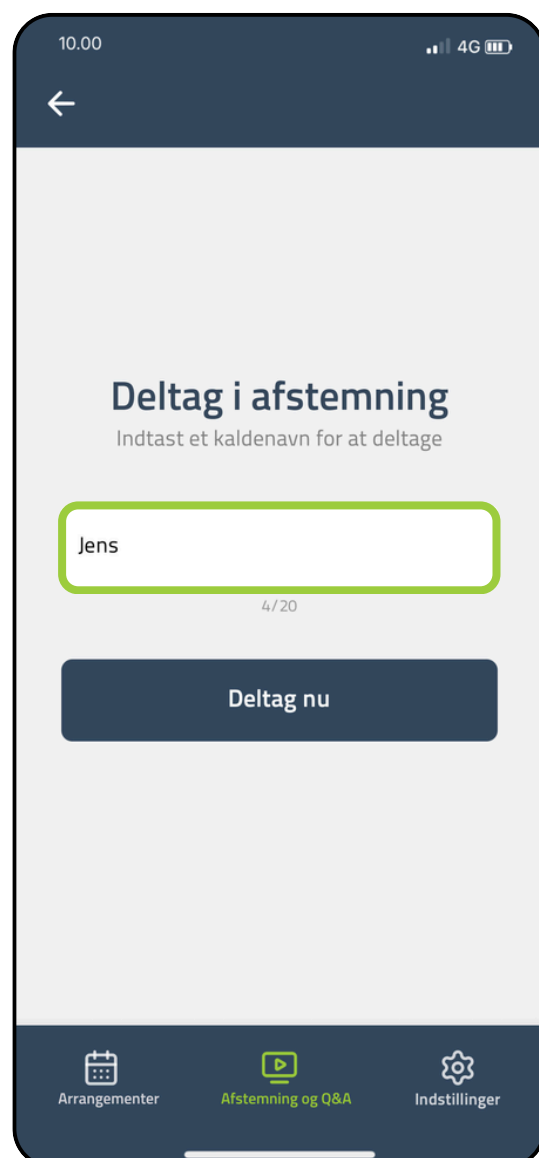 10.00 4G
Deltag i afstemning
Indtast et kaldenavn for at deltage
Jens
4/20
Deltag nu
Arrangementer Afstemning og Q&A Indstillinger